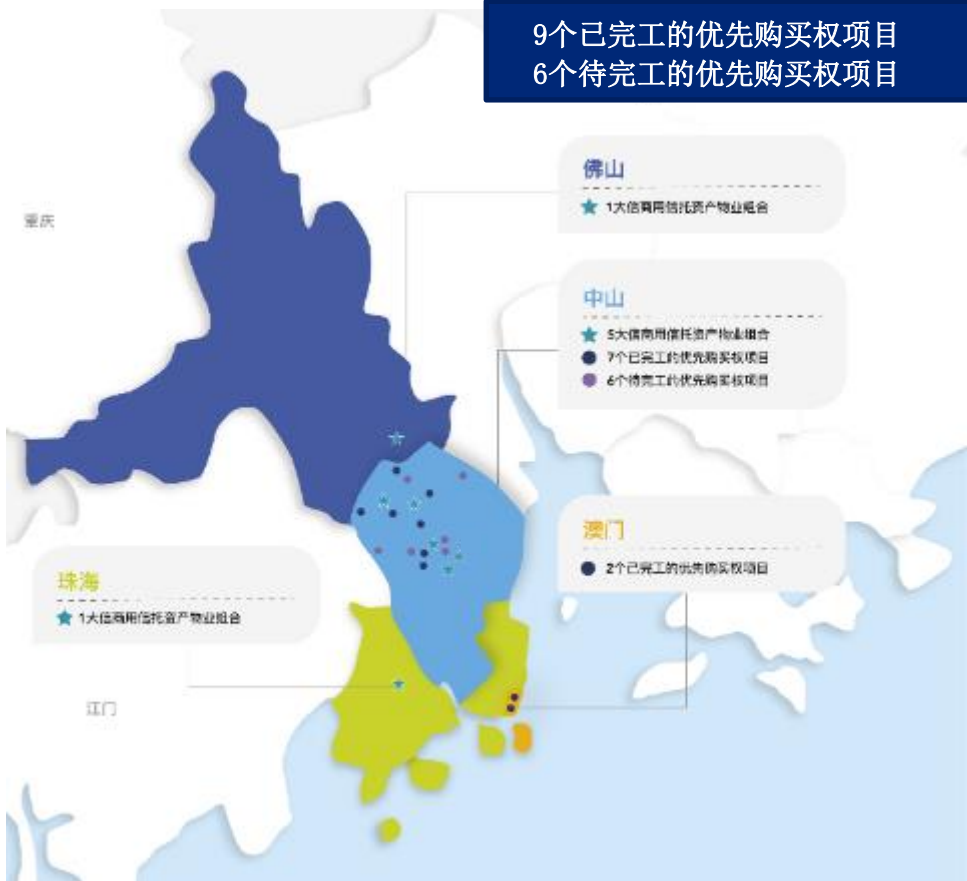 9个已完工的优先购买权项目
6个待完工的优先购买权项目
佛山
1大信商用信托资产物业组合
重庆
中山
5大信商用信托资产物业组合
7个已完工的优先购买权项目
6个待完工的优先购买权项目
澳门
2个已完工的优先购买权项目
珠海
1大信商用信托资产物业组合
江门